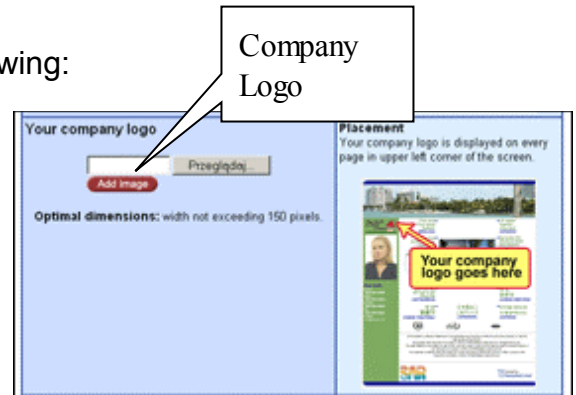 Company
Logo
wing:
Your company logo
Przeglądaj...
Add image
Optimal dimensions: width not exceeding 150 pixels.
Placement
Your company logo is displayed on every
page in upper left corner of the screen.
Your company
logo goes here